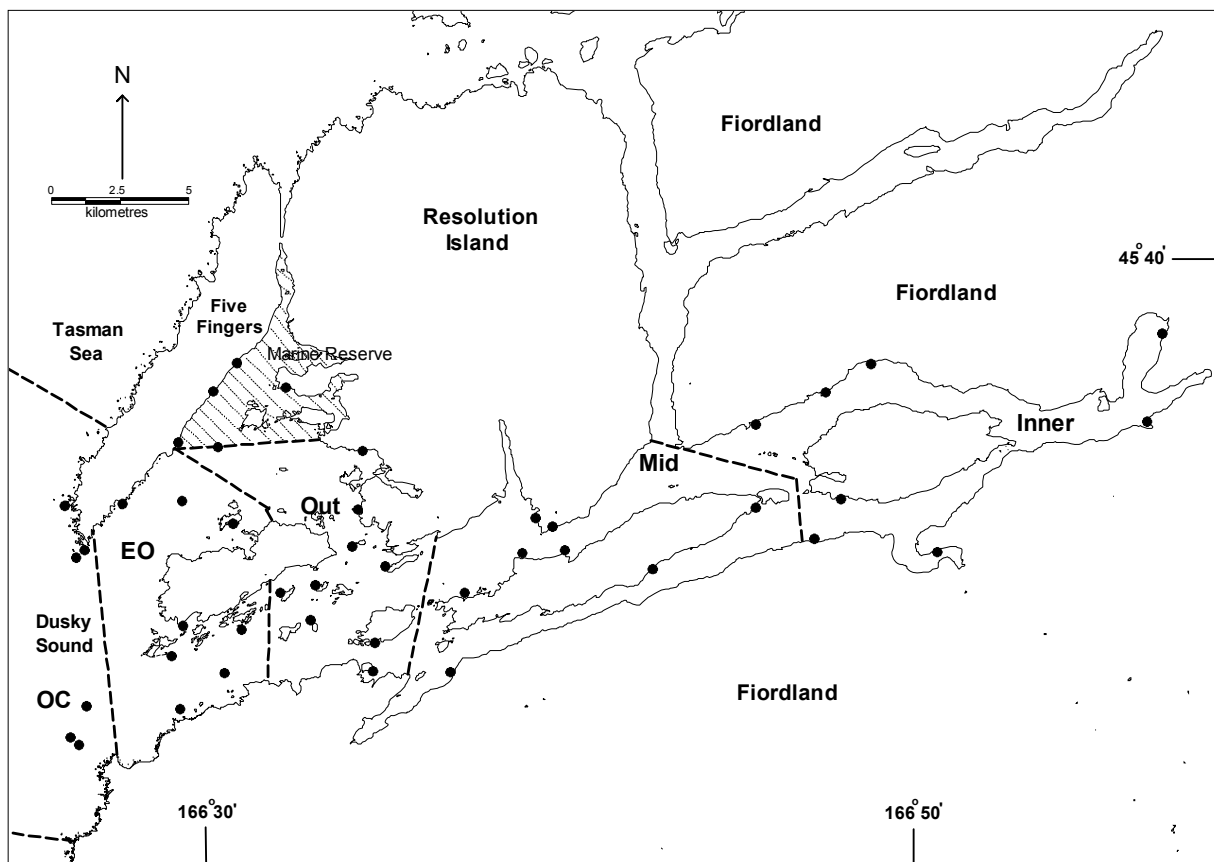 N
0 2.5 5
kilometres
Fiordland
Resolution
Island
45°40'
Fiordland
Five
Fingers
Tasman
Sea
Marine Reserve
Inner
Mid
Out
EO
Dusky
Sound
OC
Fiordland
166°30'
166°50'